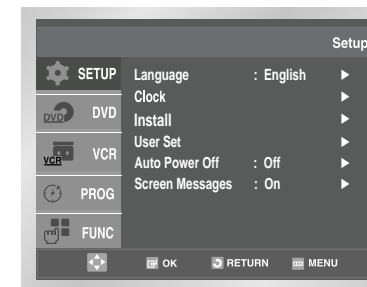 Setup
SETUP
Language : English ►
Clock ►
DVD DVD
Install ►
User Set ►
VCR VCR
Auto Power Off : Off ►
Screen Messages : On ►
PROG
FUNC
OK RETURN MENU